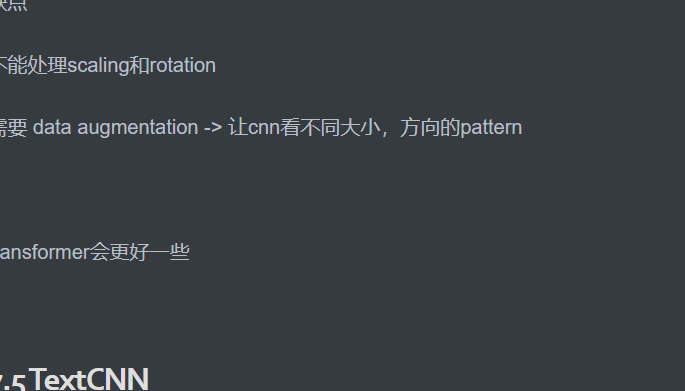 缺点
不能处理scaling和rotation
需要 data augmentation -> 让cnn看不同大小，方向的pattern
ansformer会更好一些
7.5 TextCNN